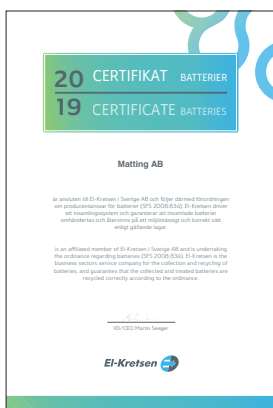 20 CERTIFIKAT BATTERIER
19 CERTIFICATE BATTERIES
Matting AB
är ansluten till El-Kretsen i Sverige AB och följer därmed förordningen
om producentansvar för batterier (SFS 2008:834). El-Kretsen driver
ett insamlingssystem och garanterar att insamlade batterier
omhändertas och återvinns på ett miljömässigt och korrekt sätt
enligt gällande lagar.
is an affiliated member of El-Kretsen i Sverige AB and is undertaking
the ordinance regarding batteries (SFS 2008:834). El-Kretsen is the
business sectors service company for the collection and recycling of
batteries, and guaranties that the collected and treated batteries are
recycled correctly according to the ordinance.
VD/CEO Martin Seeger
El-Kretsen